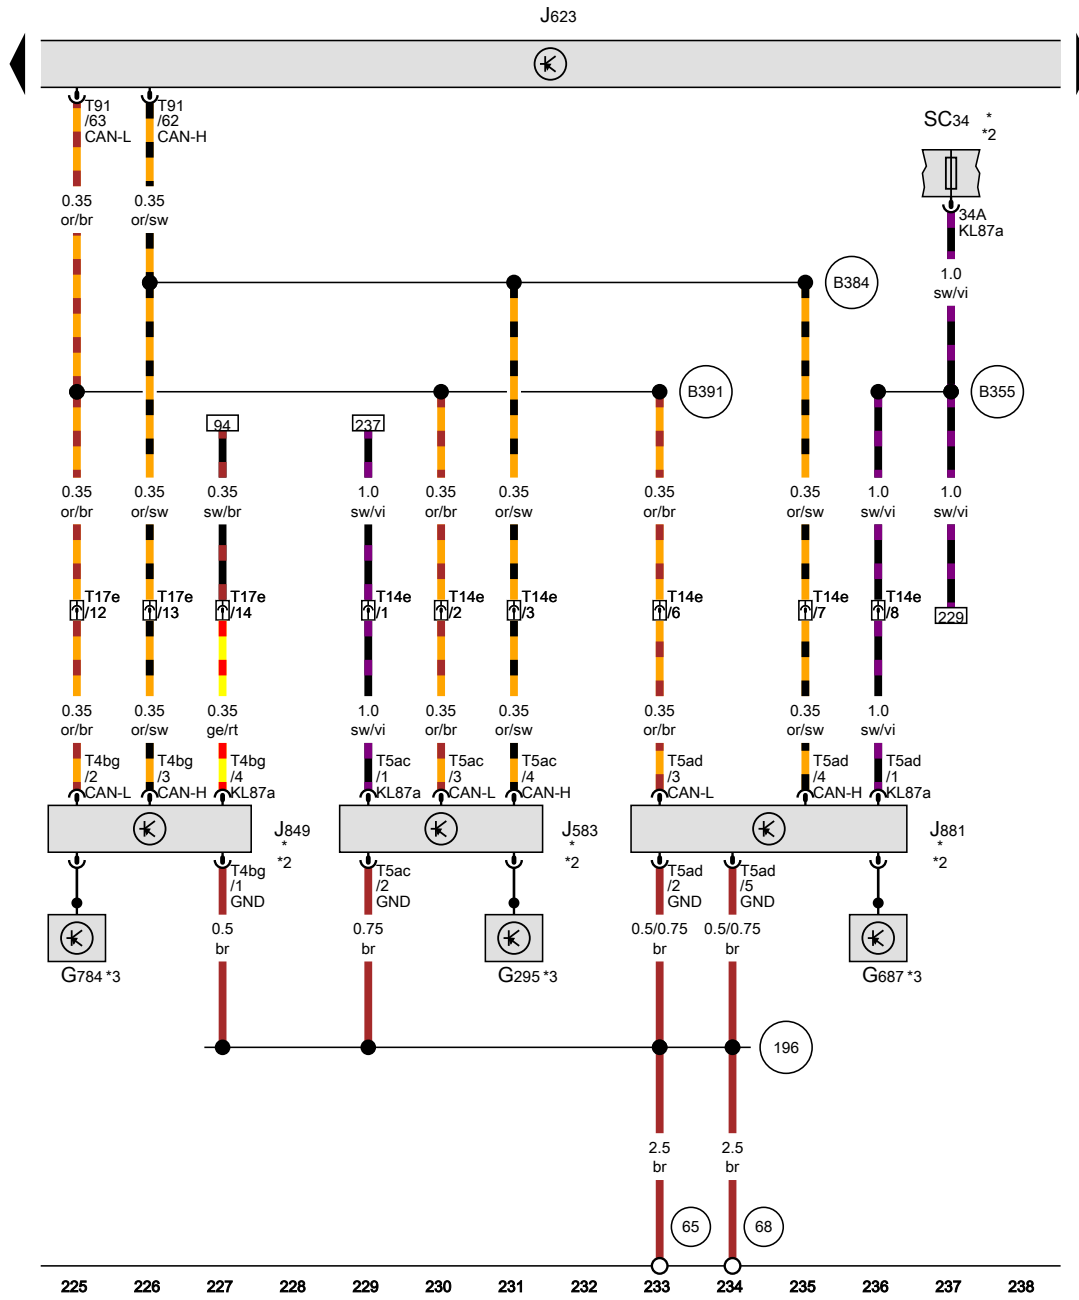 J623
T91
/63
CAN-L
T91
/62
CAN-H
SC34 *
*2
34A
KL87a
0.35
or/br
0.35
or/sw
1.0
sw/vi
B384
B391
B355
94
237
0.35
or/br
0.35
or/sw
0.35
sw/br
1.0
sw/vi
0.35
or/br
0.35
or/sw
0.35
or/br
0.35
or/sw
1.0
sw/vi
1.0
sw/vi
T17e
/12
T17e
/13
T17e
/14
T14e
/1
T14e
/2
T14e
/3
T14e
/6
T14e
/7
T14e
/8
229
0.35
or/br
0.35
or/sw
0.35
ge/rt
1.0
sw/vi
0.35
or/br
0.35
or/sw
0.35
or/br
0.35
or/sw
1.0
sw/vi
T4bg
/2
CAN-L
T4bg
/3
CAN-H
T4bg
/4
KL87a
T5ac
/1
KL87a
T5ac
/3
CAN-L
T5ac
/4
CAN-H
T5ad
/3
CAN-L
T5ad
/4
CAN-H
T5ad
/1
KL87a
J849
*
*2
J583
*
*2
J881
*
*2
T4bg
/1
GND
T5ac
/2
GND
T5ad
/2
GND
T5ad
/5
GND
0.5
br
0.75
br
0.5/0.75
br
0.5/0.75
br
G784 *3
G295 *3
G687 *3
196
2.5
br
2.5
br
65
68
225 226 227 228 229 230 231 232 233 234 235 236 237 238